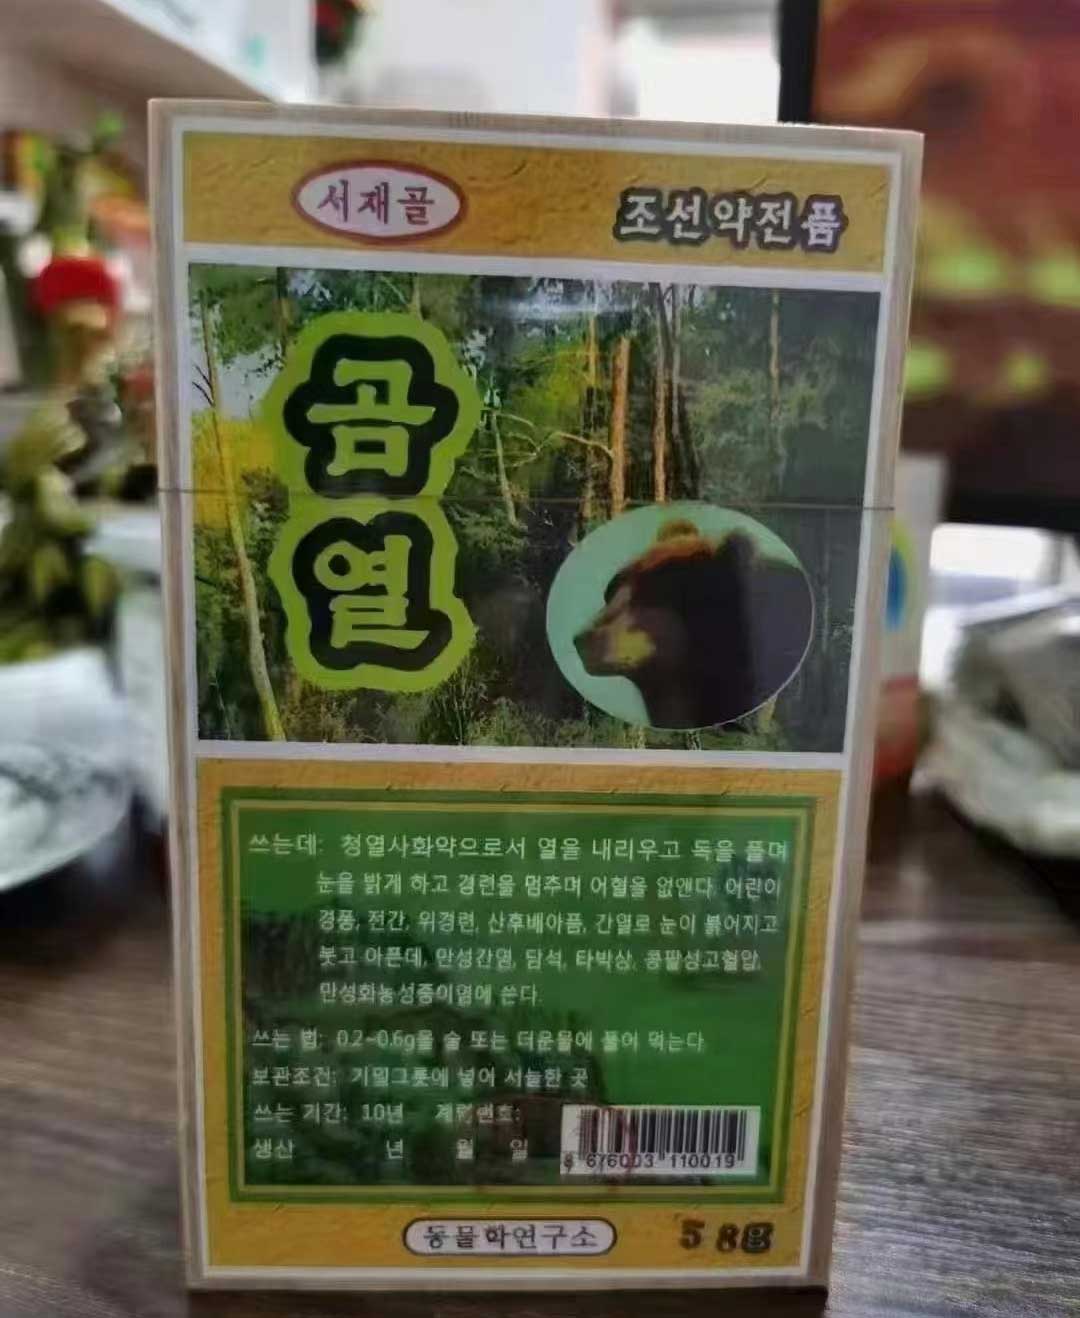 서재골
조선약전품
곰
열
쓰는데: 청열사화약으로서 열을 내리우고 독을 풀며
눈을 밝게 하고 경련을 멈추며 어혈을 없앤다. 어린이
경풍, 전간, 위경련, 산후배아픔, 간열로 눈이 붉어지고
붓고 아픈데, 만성간염, 담석, 타박상, 콩팥성고혈압,
만성화농성중이염에 쓴다.
쓰는 법: 0.2~0.6g을 술 또는 더운물에 풀어 먹는다
보관조건: 기밀그릇에 넣어 서늘한 곳
쓰는 기간: 10년
생산 년 월 일
8 676003 110019
동물학연구소
58g